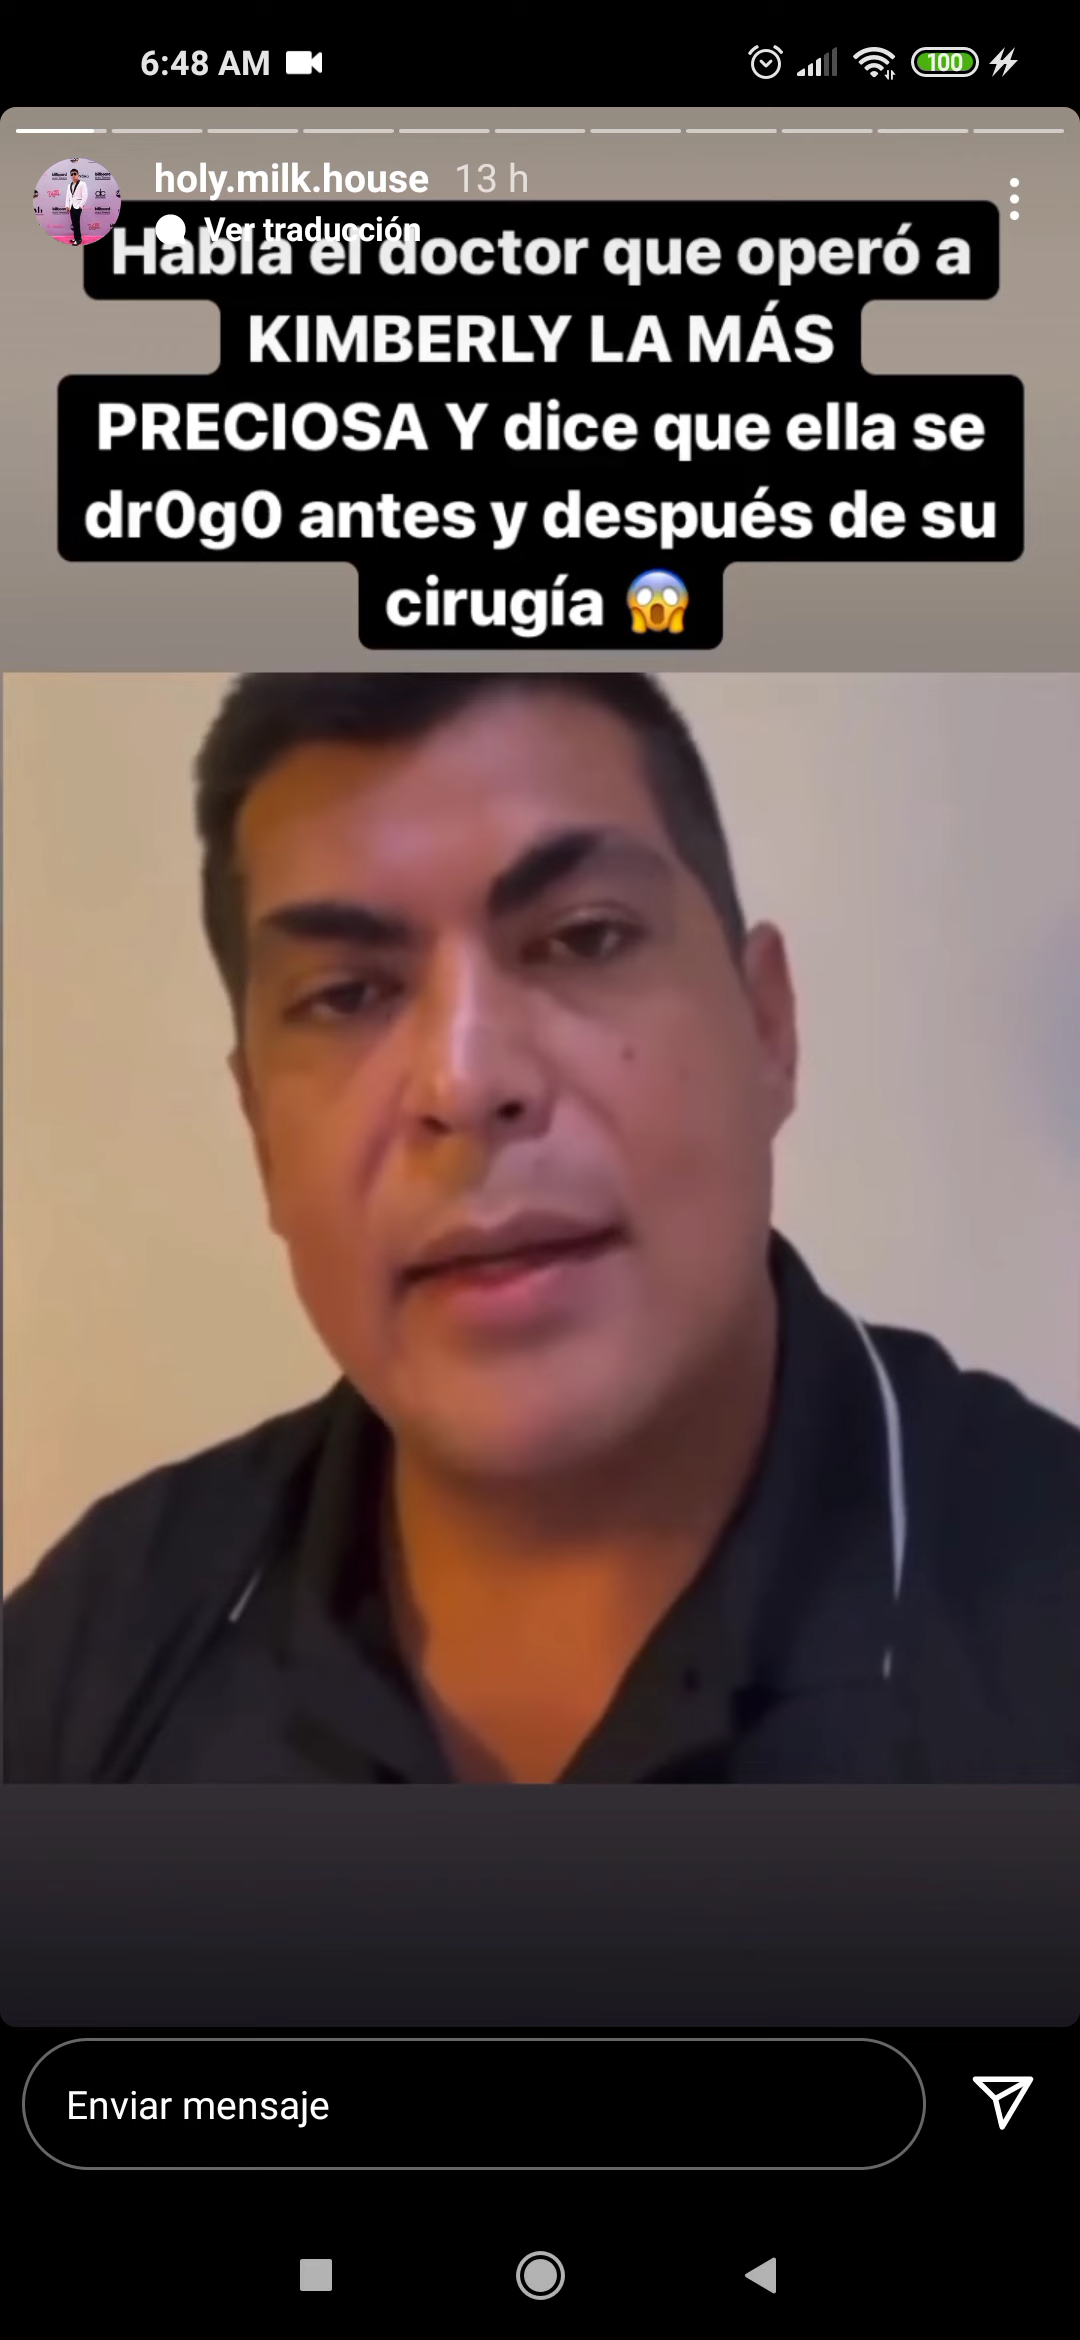 6:48 AM
100
holy.milk.house 13 h
Ver traducción
Habla el doctor que operó a
KIMBERLY LA MÁS
PRECIOSA Y dice que ella se
dr0g0 antes y después de su
cirugía 😱
Enviar mensaje